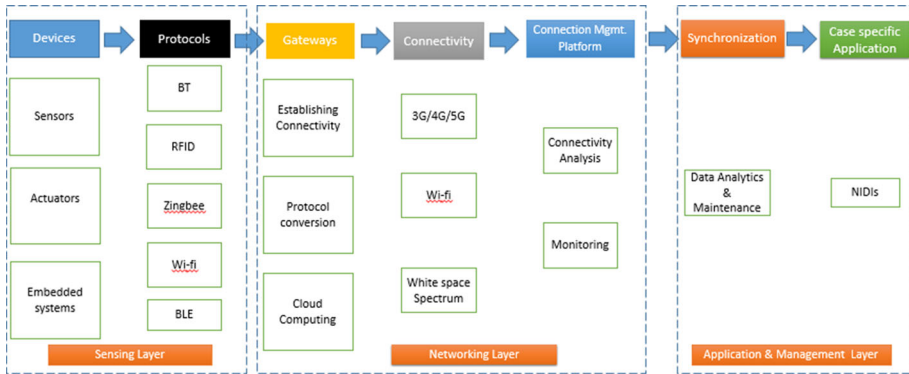 Devices
Protocols
Gateways
Connectivity
Connection Mgmt.
Platform
Synchronization
Case specific
Application
Sensors
Actuators
Embedded
systems
BT
RFID
Zingbee
Wi-fi
BLE
Establishing
Connectivity
Protocol
conversion
Cloud
Computing
3G/4G/5G
Wi-fi
White space
Spectrum
Connectivity
Analysis
Monitoring
Data Analytics
&
Maintenance
NIDIs
Sensing Layer
Networking Layer
Application & Management Layer